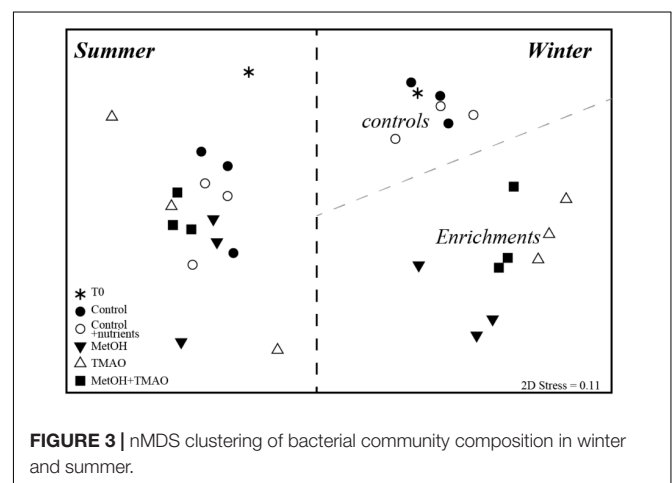 Summer
Winter
controls
Enrichments
T0
Control
Control
+nutrients
MetOH
TMAO
MetOH+TMAO
2D Stress = 0.11
FIGURE 3 | nMDS clustering of bacterial community composition in winter
and summer.